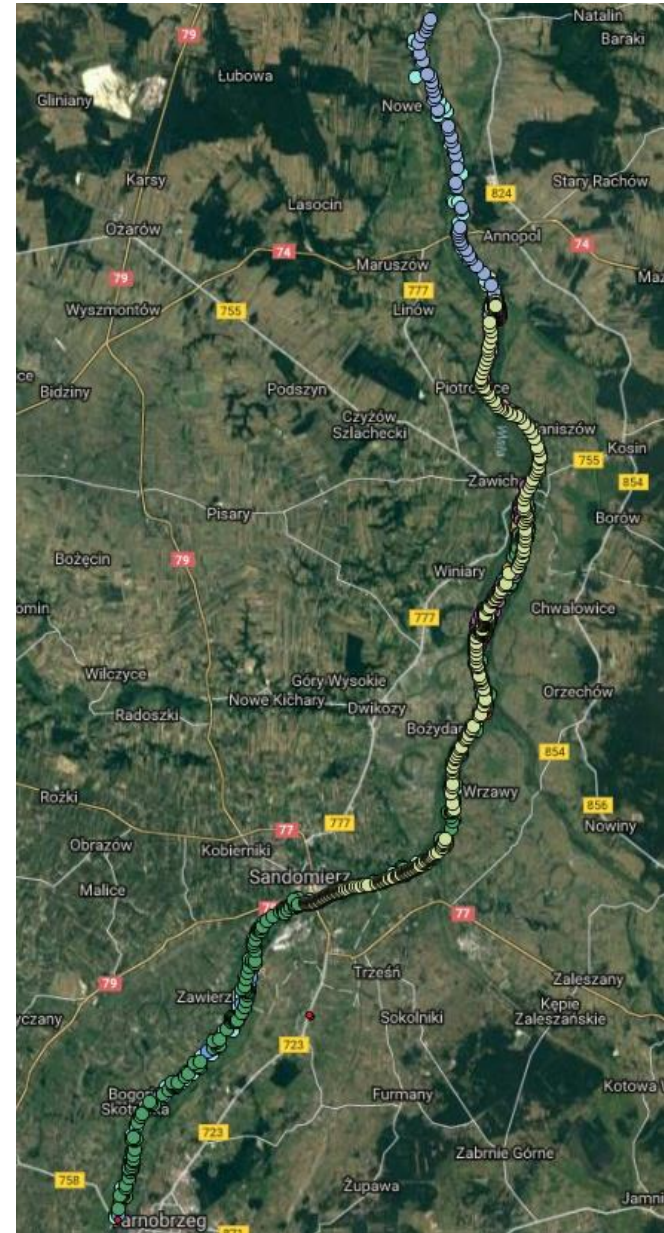 Natalin
79
Baraki
Łubowa
Gliniany
Nowe
Karsy
Stary Rachów
824
Lasocin
Ożarów
Annopol
74
74
Maruszów
79
777
Wyszmontów
755
Linów
Bidziny
Podszyn
Czyżów
Szlachecki
Kosin
755
854
Zawich
Pisary
Borów
79
Bożęcin
Winiary
Chwałowice
777
Wilczyce
Góry Wysokie
Orzechów
Nowe Kichary
Dwikozy
Radoszki
854
Wrzawy
Rożki
856
777
77
Nowiny
Obrazów
Kobierniki
Sandomierz
Malice
77
Trześń
79
Zaleszany
Zawierz
Sokolniki
Kępie
Zaleszańskie
723
Furmany
Kotowa W
723
Zabrnie Górne
758
Żupawa
Jamni
arnobrzeg